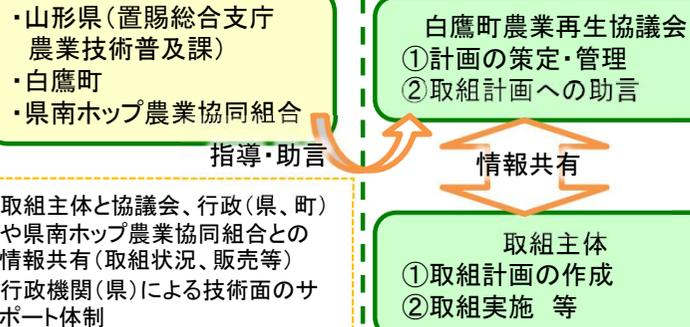 ・山形県（置賜総合支庁
農業技術普及課）
・白鷹町
・県南ホップ農業協同組合
指導・助言
白鷹町農業再生協議会
①計画の策定・管理
②取組計画への助言
情報共有
取組主体
①取組計画の作成
②取組実施　等
取組主体と協議会、行政（県、町）
や県南ホップ農業協同組合との
情報共有（取組状況、販売等）
行政機関（県）による技術面のサ
ポート体制